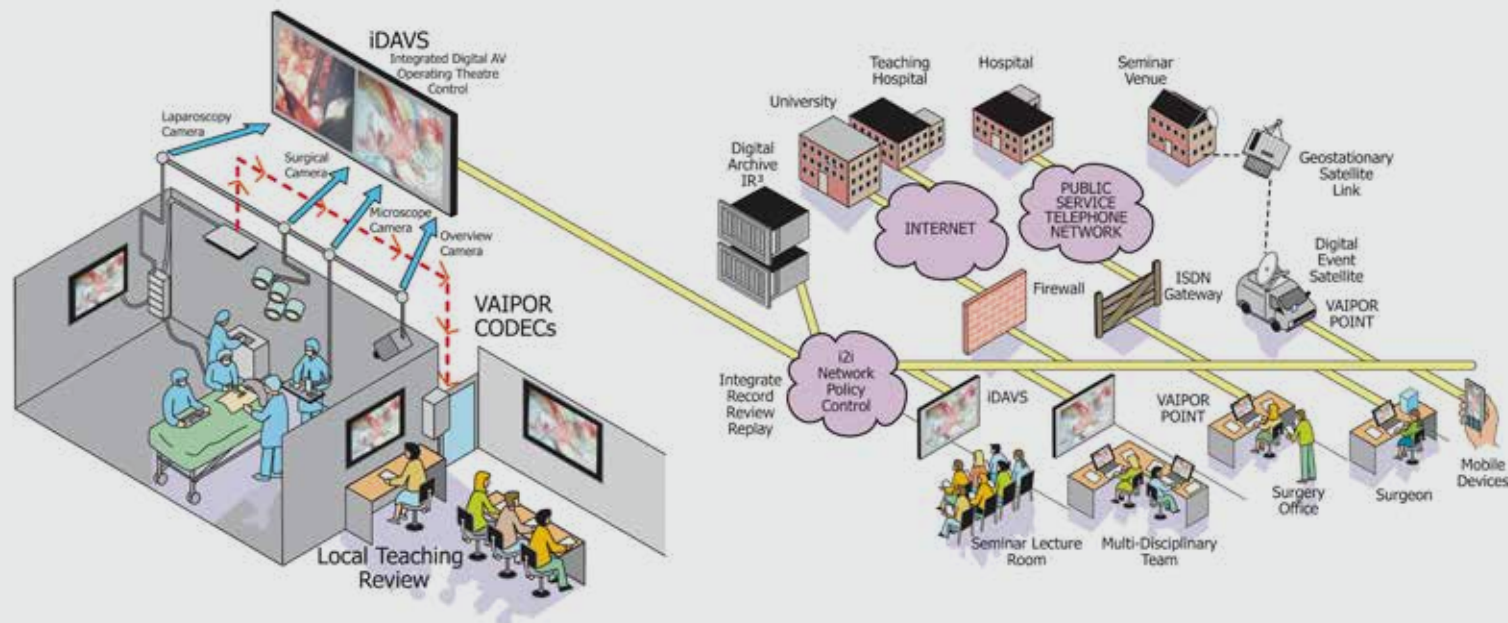 iDAVS
Integrated Digital AV
Operating Theatre
Control
Laparoscopy
Camera
Surgical
Camera
Microscope
Camera
Overview
Camera
VAIPOR
CODECs
Local Teaching
Review
Digital
Archive
IR³
University
Teaching
Hospital
Hospital
Seminar
Venue
Geostationary
Satellite
Link
INTERNET
PUBLIC
SERVICE
TELEPHONE
NETWORK
Digital
Event
Satellite
VAIPOR
POINT
Firewall
ISDN
Gateway
Integrate
Record
Review
Replay
i2i
Network
Policy
Control
iDAVS
VAIPOR
POINT
Seminar Lecture
Room
Multi-Disciplinary
Team
Surgery
Office
Surgeon
Mobile
Devices